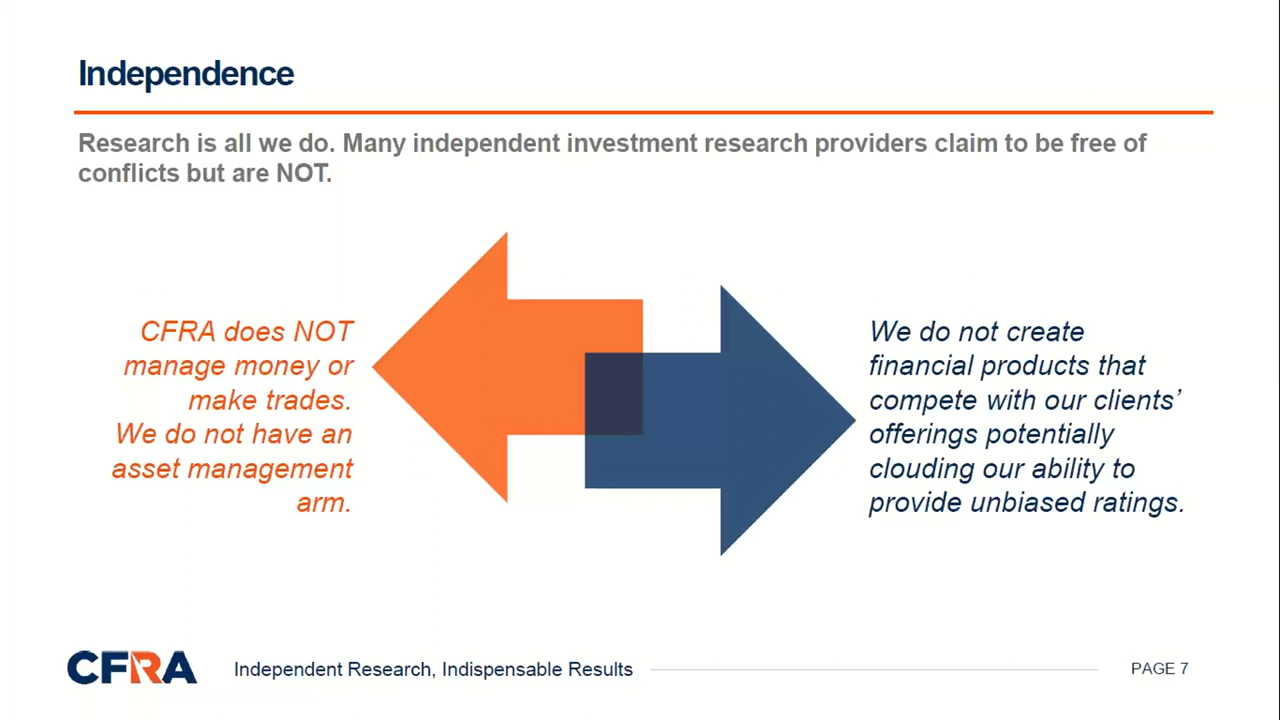 Independence
Research is all we do. Many independent investment research providers claim to be free of
conflicts but are NOT.
CFRA does NOT
manage money or
make trades.
We do not have an
asset management
arm.
We do not create
financial products that
compete with our clients’
offerings potentially
clouding our ability to
provide unbiased ratings.
CFRA
Independent Research, Indispensable Results
PAGE 7